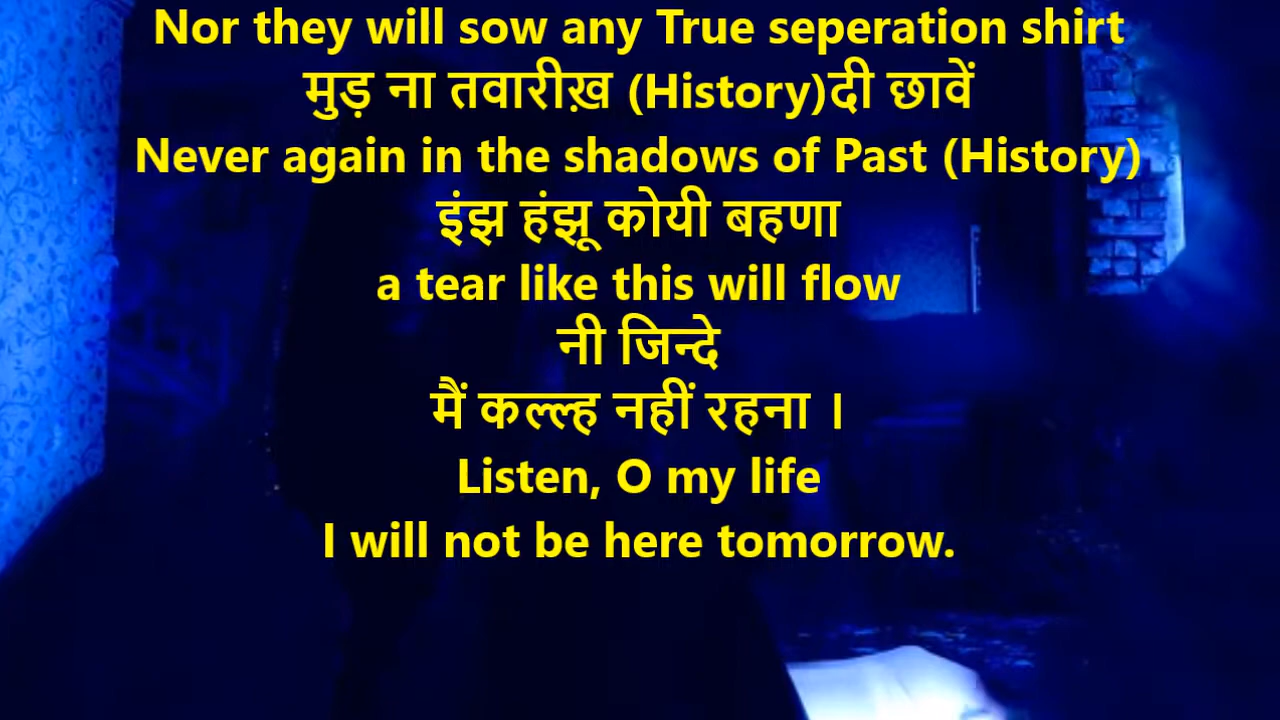 Nor they will sow any True seperation shirt
मुड़ ना तवारीख़ (History)दी छावें
Never again in the shadows of Past (History)
इंझ हंझू कोयी बहणा
a tear like this will flow
नी जिन्दे
मैं कल्ल्ह नहीं रहना ।
Listen, O my life
I will not be here tomorrow.